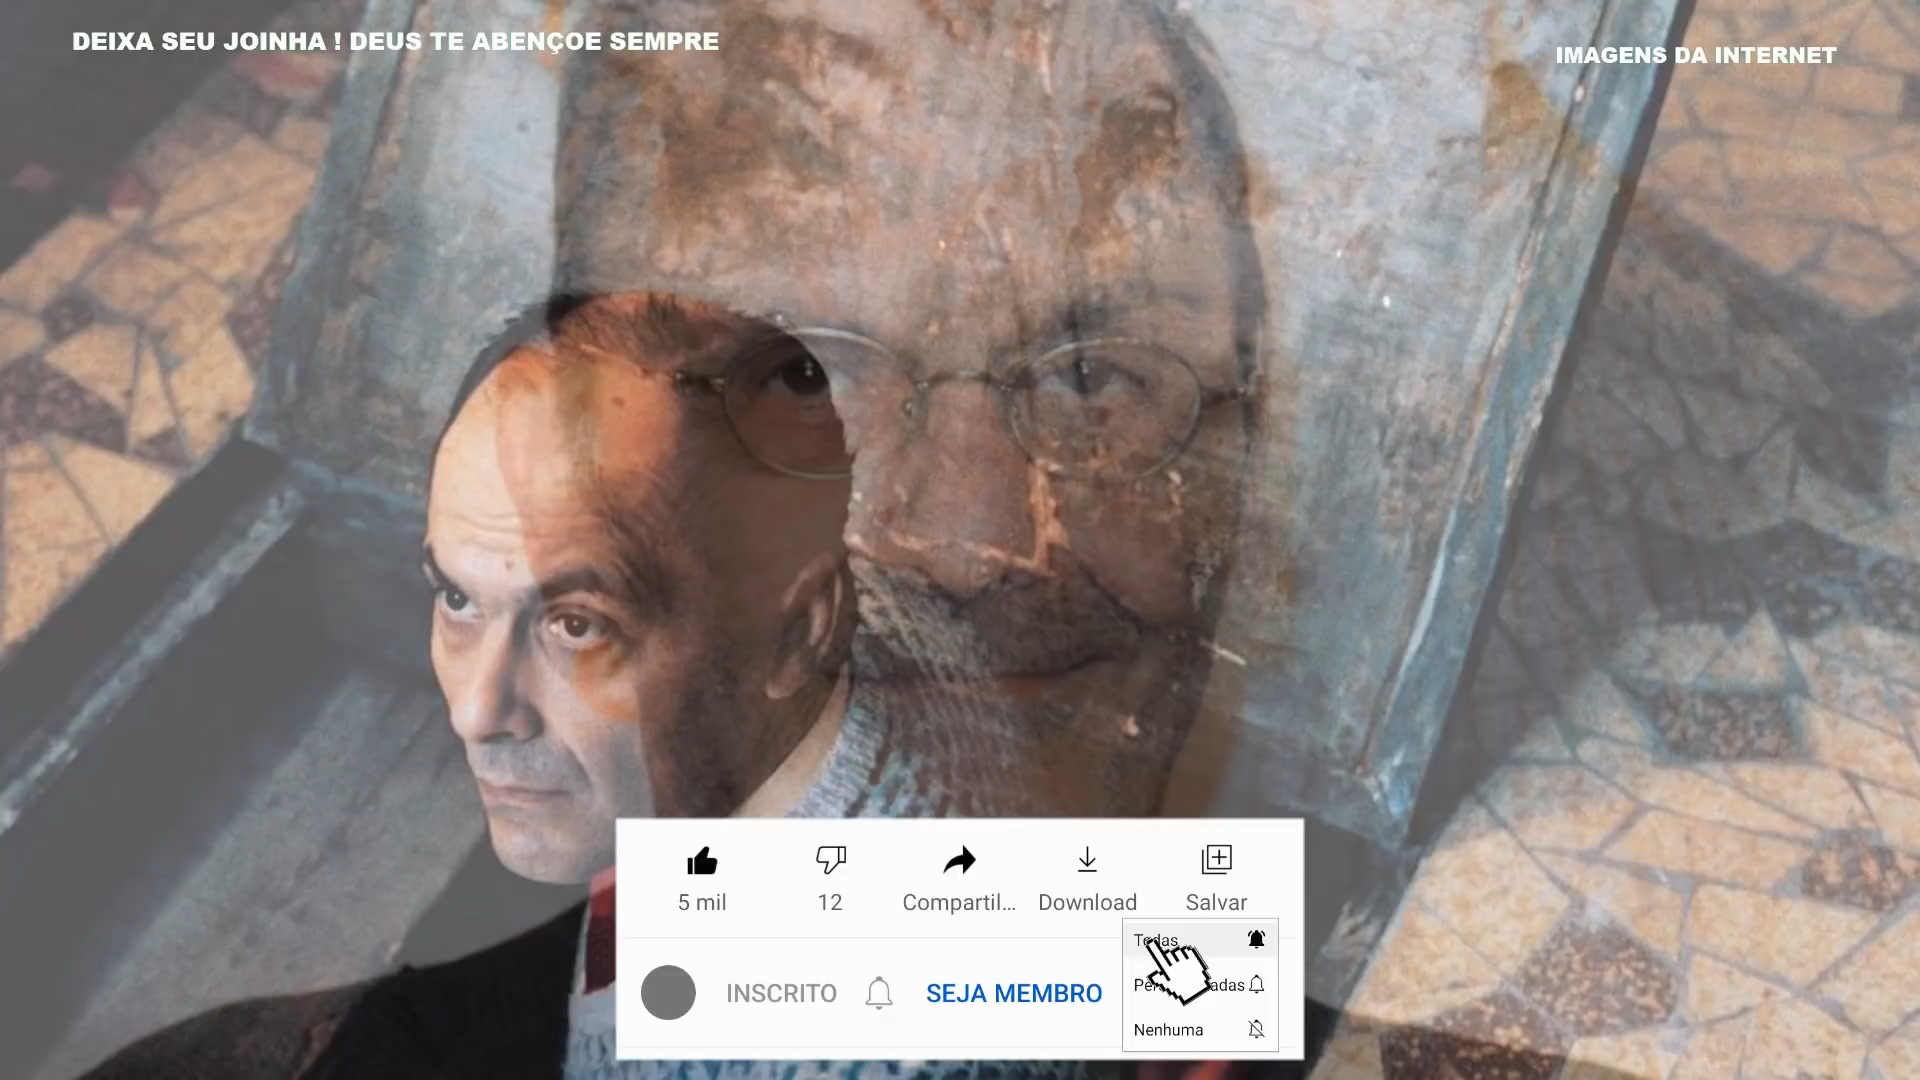 DEIXA SEU JOINHA ! DEUS TE ABENÇOE SEMPRE
IMAGENS DA INTERNET
5 mil
12
Compartil...
Download
Salvar
INSCRITO
SEJA MEMBRO
Todas
Nenhuma